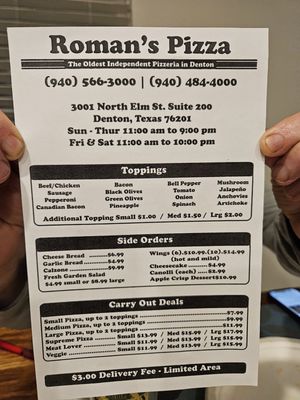 Roman's Pizza
The Oldest Independent Pizzeria in Denton
(940) 566-3000 | (940) 484-4000
3001 North Elm St. Suite 200
Denton, Texas 76201
Sun - Thur 11:00 am to 9:00 pm
Fri & Sat 11:00 am to 10:00 pm
Toppings
Beef/Chicken Bacon Bell Pepper Mushroom
Sausage Black Olives Tomato Jalapeño
Pepperoni Green Olives Onion Anchovies
Canadian Bacon Pineapple Spinach Artichoke
Additional Topping Small $1.00 / Med $1.50 / Lrg $2.00
Side Orders
Cheese Bread ........$6.99 Wings (6).$10.99.(10).$14.99
Garlic Bread ........$4.99 (hot and mild)
Calzone ........$9.99 Cheesecake ....$4.99
Fresh Garden Salad Canolli (each) ....$2.99
$4.99 small or $8.99 large Apple Crisp Dessert$10.99
Carry Out Deals
Small Pizza, up to 2 toppings ........$7.99
Medium Pizza, up to 2 toppings ........$9.99
Large Pizza, up to 2 toppings ........$11.99
Supreme Pizza ........ Small $13.99 / Med $15.99 / Lrg $17.99
Meat Lover ........ Small $11.99 / Med $13.99 / Lrg $15.99
Veggie ........ Small $11.99 / Med $13.99 / Lrg $15.99
$3.00 Delivery Fee - Limited Area